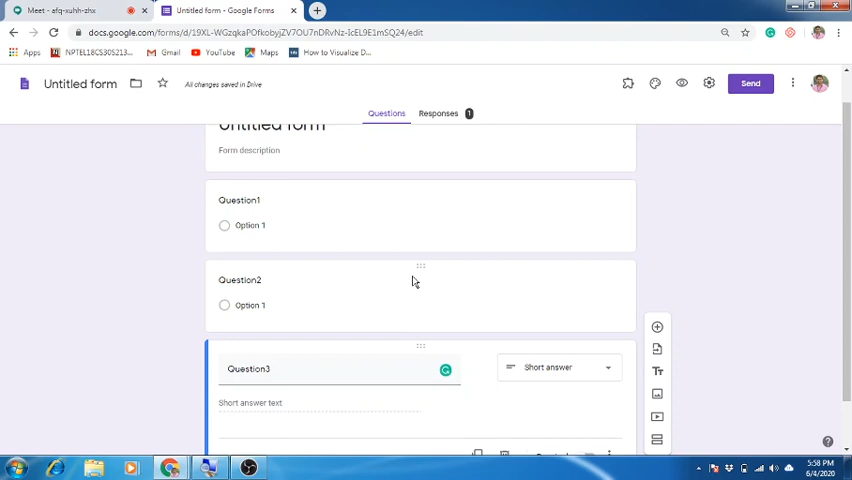 Meet - afq-xuhh-zhx
Untitled form - Google Forms
docs.google.com/forms/d/19XL-WGzqkaPOfkobyjZV7OU7nDrvNz-IcEL9E1mSQ24/edit
Apps
NPTEL18CS30S213...
Gmail
YouTube
Maps
How to Visualize D...
Untitled form
All changes saved in Drive
Send
Questions
Responses 1
Untitled form
Form description
Question1
Option 1
Question2
Option 1
Question3
Short answer
Short answer text
5:58 PM
6/4/2020